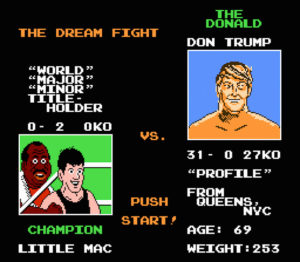 THE DREAM FIGHT
"WORLD"
"MAJOR"
"MINOR"
TITLE-
HOLDER
0- 2 0KO
CHAMPION
LITTLE MAC
VS.
PUSH
START!
THE
DONALD
DON TRUMP
31- 0 27KO
"PROFILE"
FROM
QUEENS,
NYC
AGE: 69
WEIGHT:253